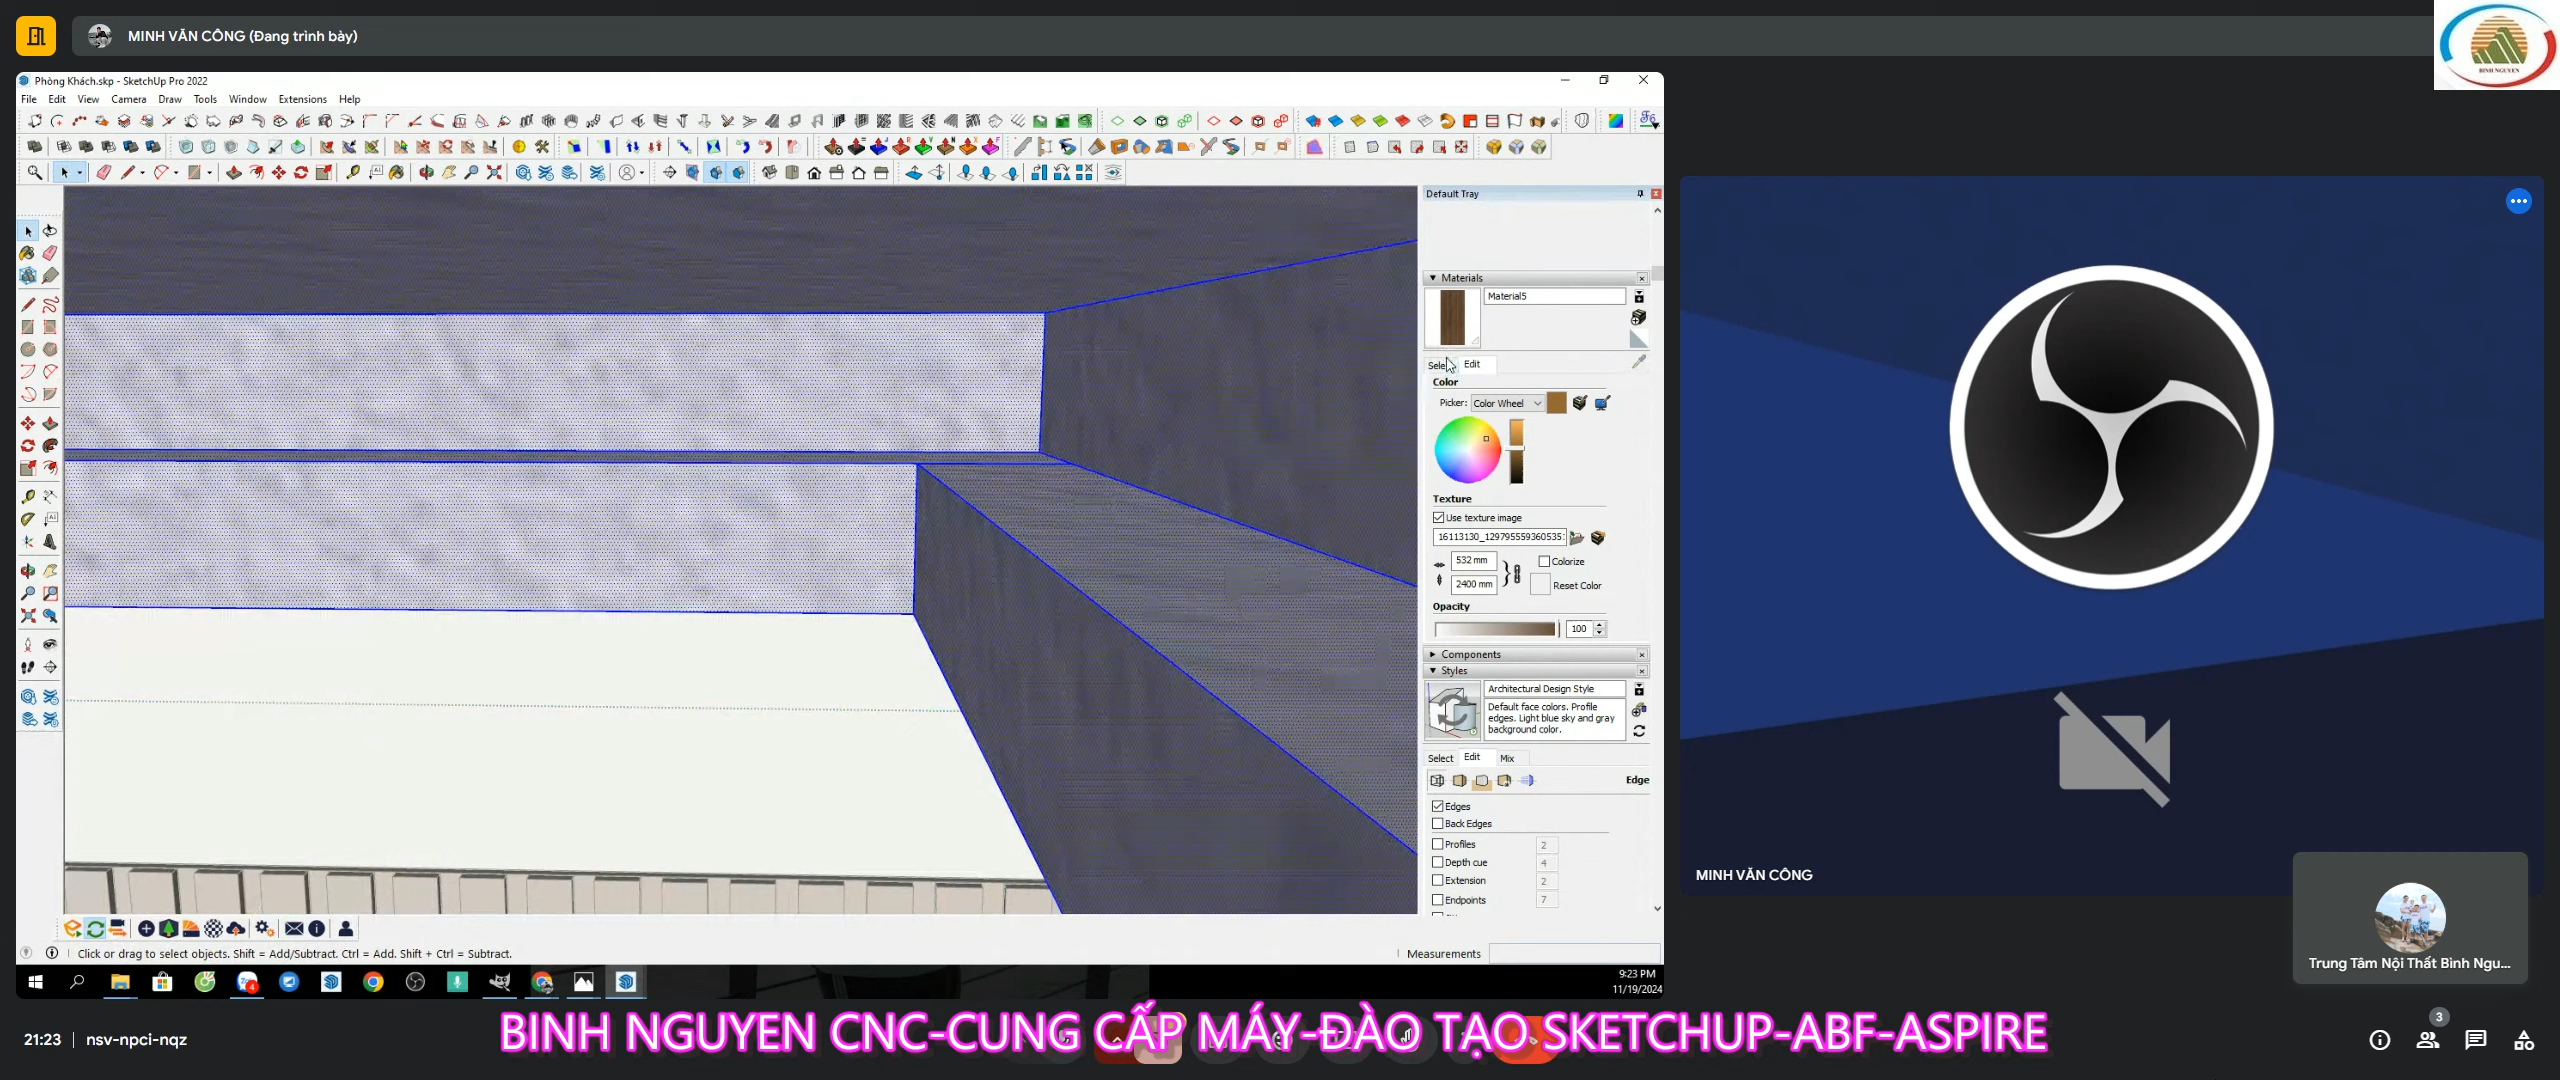 MINH VĂN CÔNG (Đang trình bày)
BINH NGUYEN
Phòng Khách.skp - SketchUp Pro 2022
File Edit View Camera Draw Tools Window Extensions Help
Default Tray
Materials
Material5
Select Edit
Color
Picker: Color Wheel
Texture
Use texture image
16113130_129795559360535
532 mm
Colorize
2400 mm
Reset Color
Opacity
100
Components
Styles
Architectural Design Style
Default face colors. Profile
edges. Light blue sky and gray
background color.
Select Edit Mix
Edge
Edges
Back Edges
Profiles 2
Depth cue 4
Extension 2
Endpoints 7
Click or drag to select objects. Shift = Add/Subtract. Ctrl = Add. Shift + Ctrl = Subtract.
Measurements
9:23 PM
11/19/2024
MINH VĂN CÔNG
Trung Tâm Nội Thất Bình Ngu...
3
21:23 | nsv-npci-nqz
BINH NGUYEN CNC-CUNG CẤP MÁY-ĐÀO TẠO SKETCHUP-ABF-ASPIRE